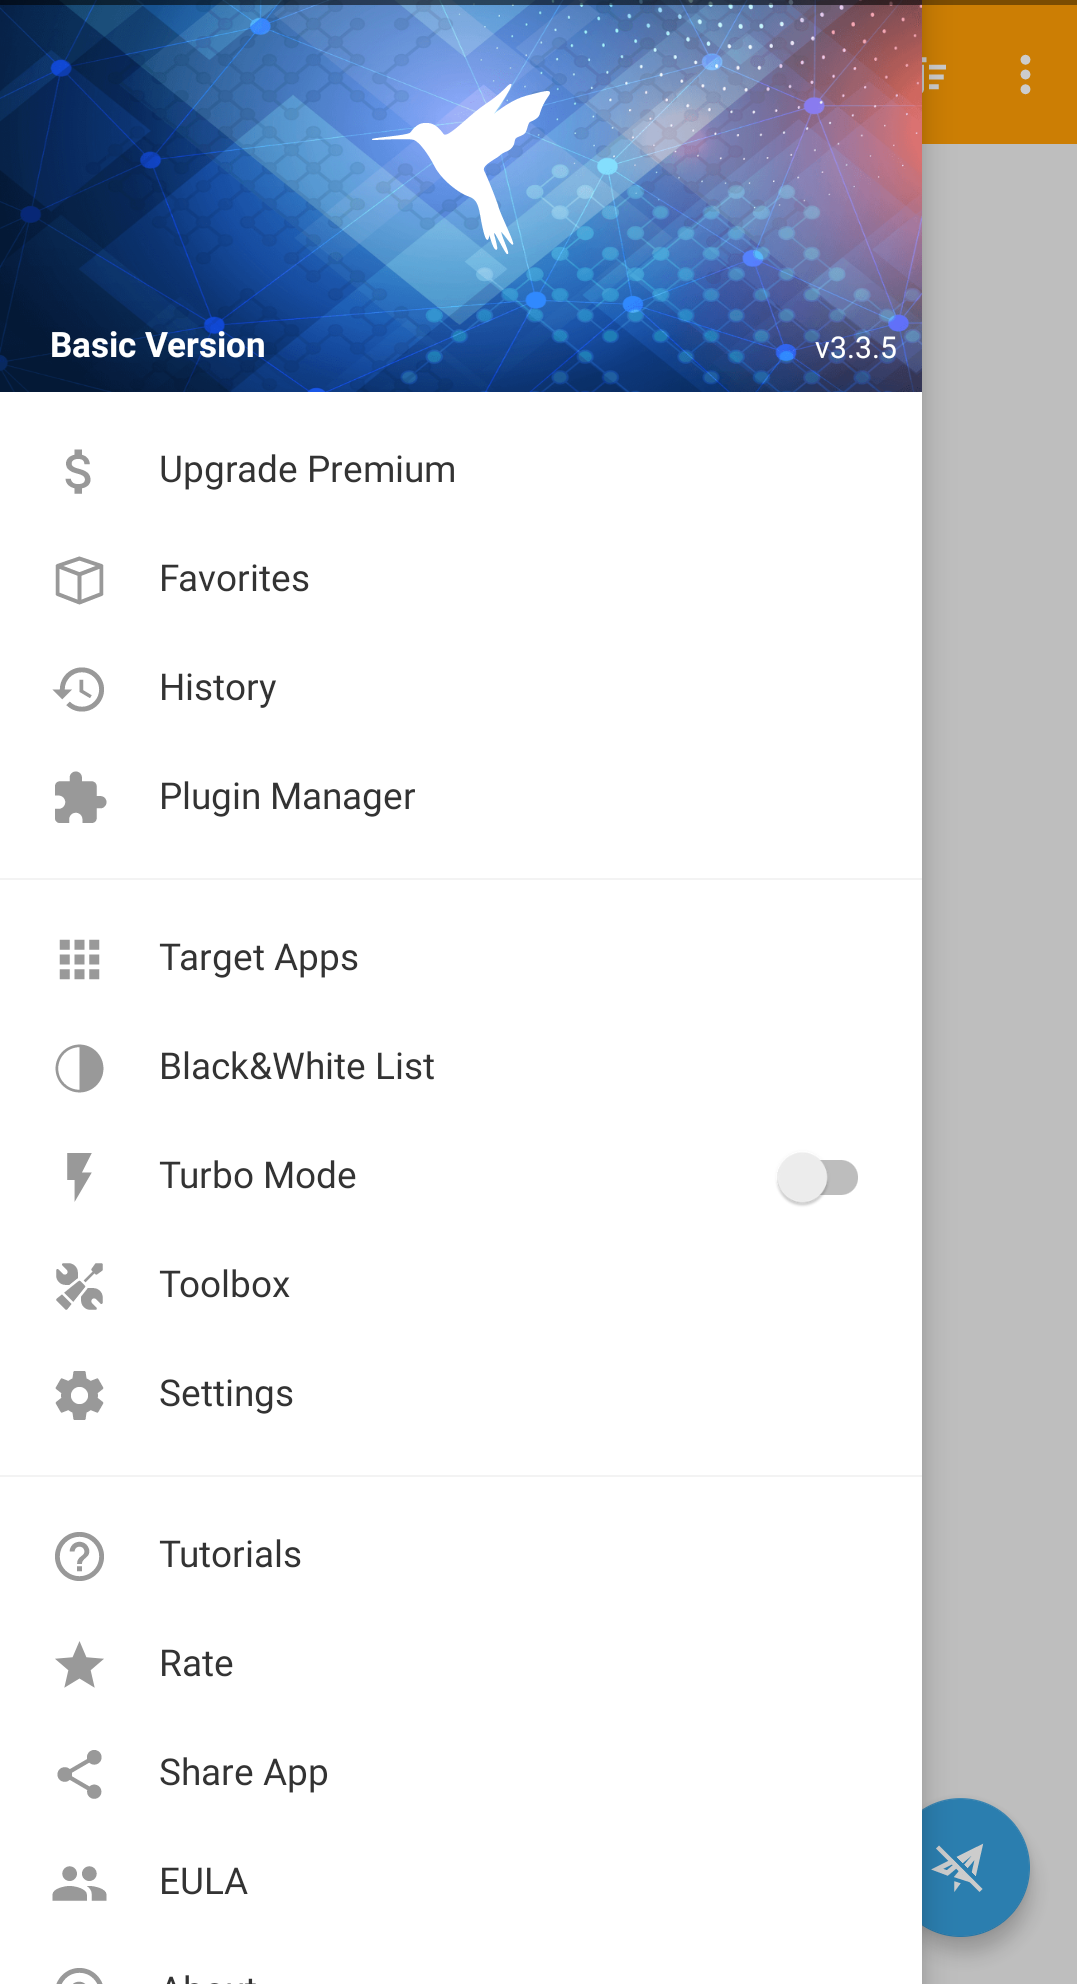 Basic Version
v3.3.5
Upgrade Premium
Favorites
History
Plugin Manager
Target Apps
Black&White List
Turbo Mode
Toolbox
Settings
Tutorials
Rate
Share App
EULA
About